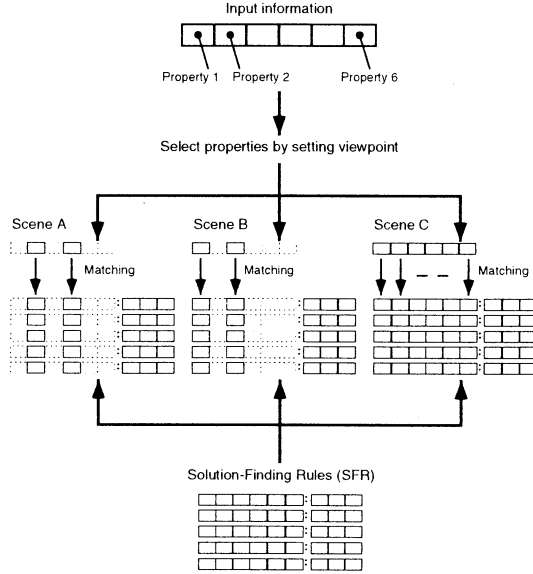 Input information
Property 1 Property 2 Property 6
Select properties by setting viewpoint
Scene A Scene B Scene C
Matching Matching Matching
Solution-Finding Rules (SFR)